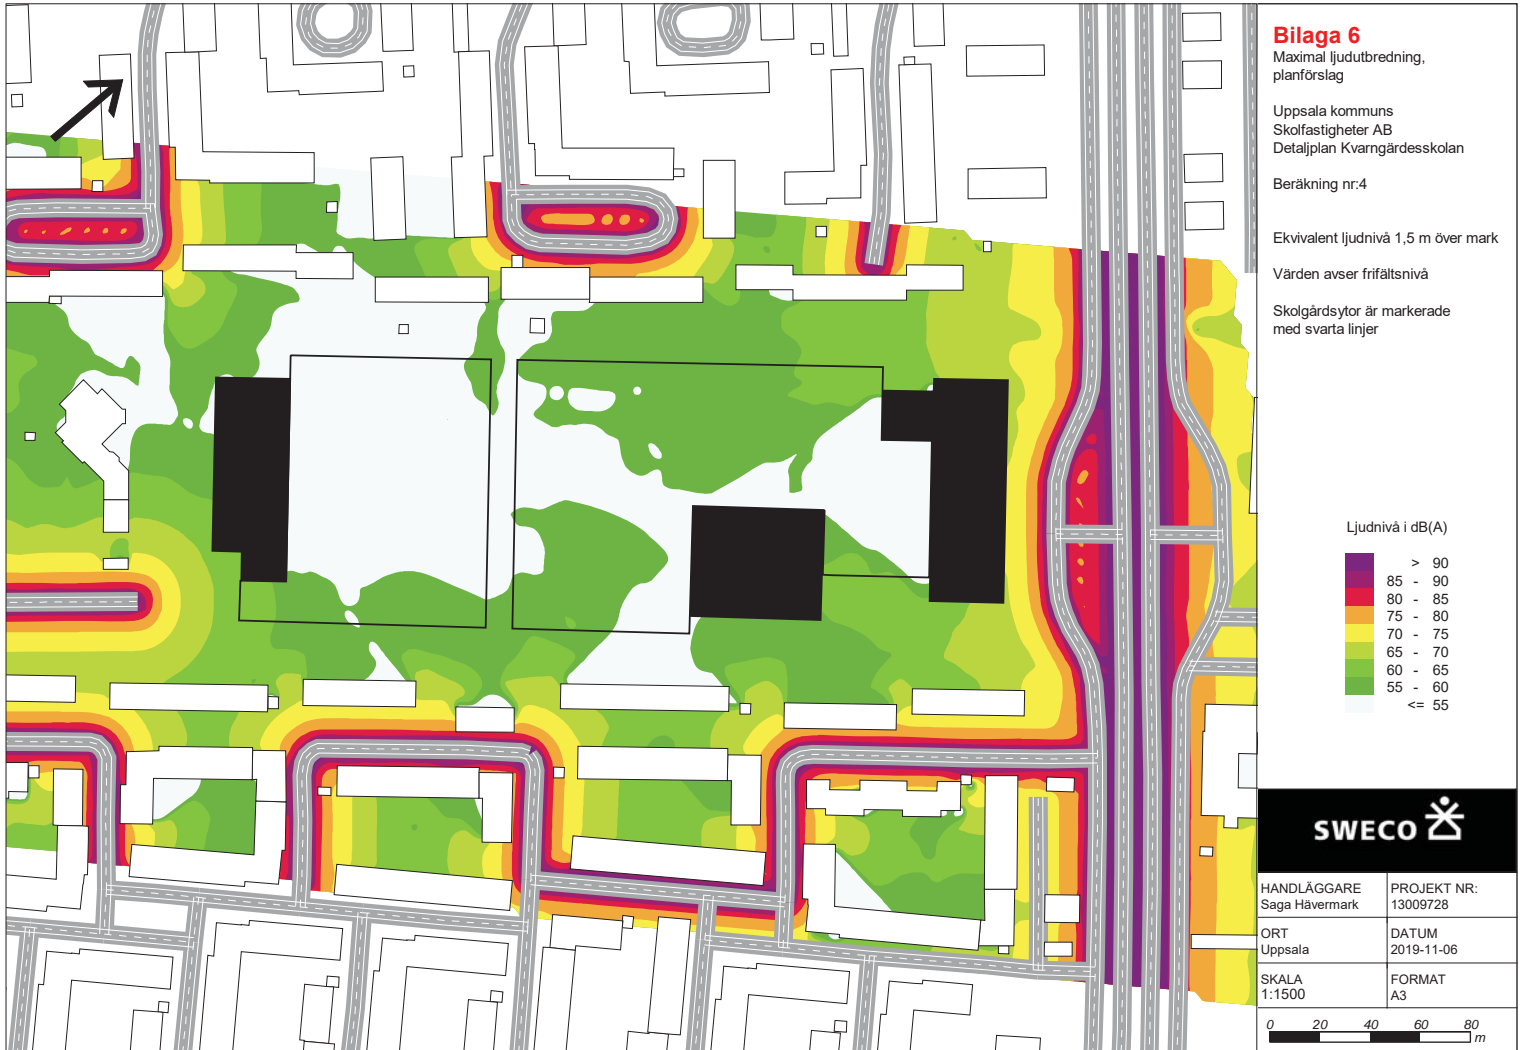 Bilaga 6
Maximal ljudutbredning,
planförslag
Uppsala kommuns
Skolfastigheter AB
Detaljplan Kvarngärdesskolan
Beräkning nr:4
Ekvivalent ljudnivå 1,5 m över mark
Värden avser frifältsnivå
Skolgårdsytor är markerade
med svarta linjer
Ljudnivå i dB(A)
> 90
85 - 90
80 - 85
75 - 80
70 - 75
65 - 70
60 - 65
55 - 60
<= 55
SWECO
HANDLÄGGARE
Saga Hävermark
PROJEKT NR:
13009728
ORT
Uppsala
DATUM
2019-11-06
SKALA
1:1500
FORMAT
A3
0 20 40 60 80
m